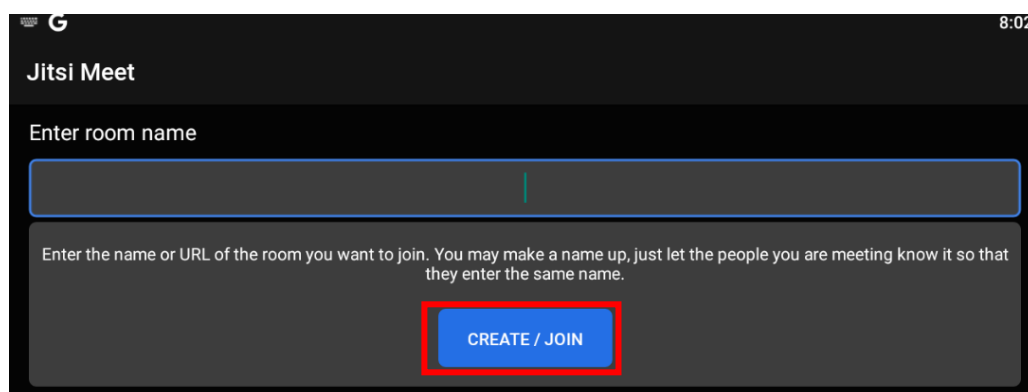 G
8:02
Jitsi Meet
Enter room name
Enter the name or URL of the room you want to join. You may make a name up, just let the people you are meeting know it so that
they enter the same name.
CREATE / JOIN